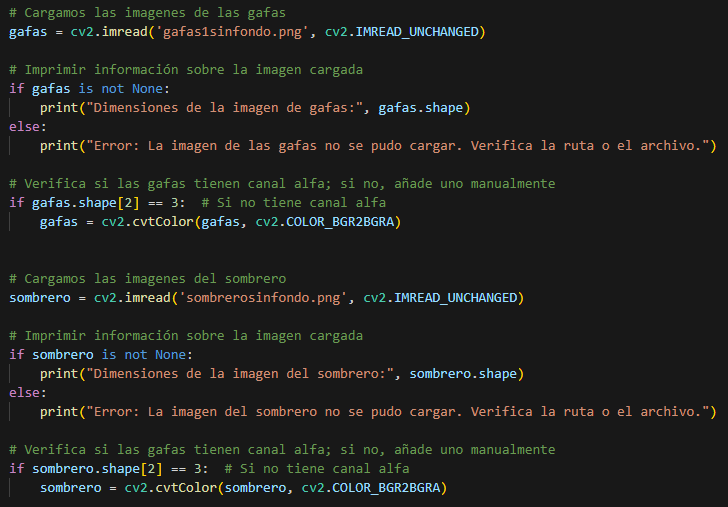 # Cargamos las imagenes de las gafas
gafas = cv2.imread('gafas1sinfondo.png', cv2.IMREAD_UNCHANGED)
# Imprimir información sobre la imagen cargada
if gafas is not None:
    print("Dimensiones de la imagen de gafas:", gafas.shape)
else:
    print("Error: La imagen de las gafas no se pudo cargar. Verifica la ruta o el archivo.")
# Verifica si las gafas tienen canal alfa; si no, añade uno manualmente
if gafas.shape[2] == 3:  # Si no tiene canal alfa
    gafas = cv2.cvtColor(gafas, cv2.COLOR_BGR2BGRA)
# Cargamos las imagenes del sombrero
sombrero = cv2.imread('sombrerosinfondo.png', cv2.IMREAD_UNCHANGED)
# Imprimir información sobre la imagen cargada
if sombrero is not None:
    print("Dimensiones de la imagen del sombrero:", sombrero.shape)
else:
    print("Error: La imagen del sombrero no se pudo cargar. Verifica la ruta o el archivo.")
# Verifica si las gafas tienen canal alfa; si no, añade uno manualmente
if sombrero.shape[2] == 3:  # Si no tiene canal alfa
    sombrero = cv2.cvtColor(sombrero, cv2.COLOR_BGR2BGRA)